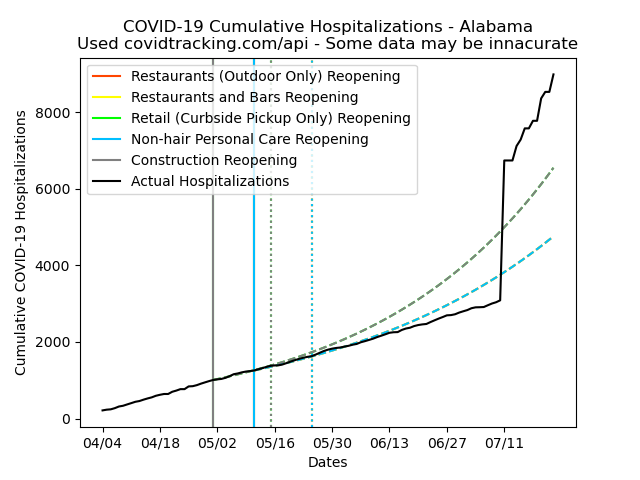 COVID-19 Cumulative Hospitalizations - Alabama
Used covidtracking.com/api - Some data may be innacurate
Restaurants (Outdoor Only) Reopening
Restaurants and Bars Reopening
Retail (Curbside Pickup Only) Reopening
Non-hair Personal Care Reopening
Construction Reopening
Actual Hospitalizations
Cumulative COVID-19 Hospitalizations
8000
6000
4000
2000
0
04/04 04/18 05/02 05/16 05/30 06/13 06/27 07/11
Dates